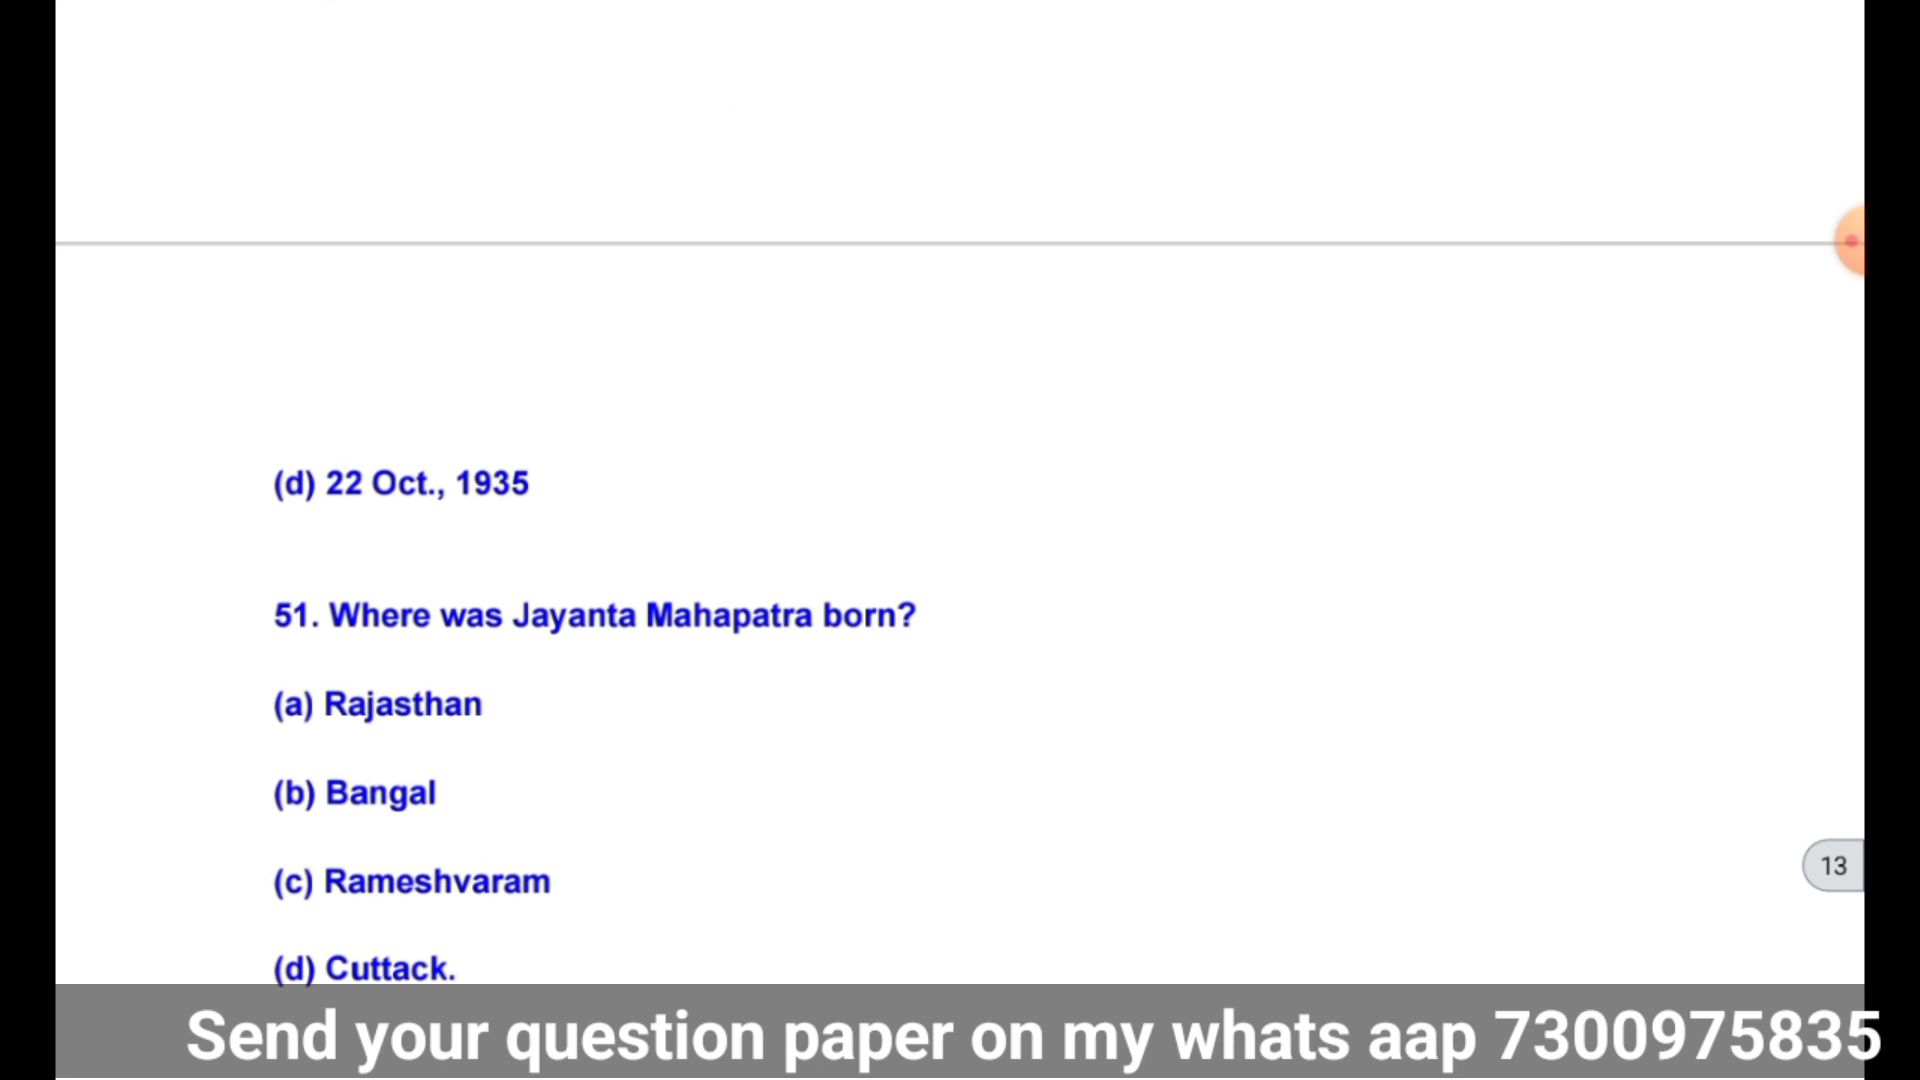 (d) 22 Oct., 1935
51. Where was Jayanta Mahapatra born?
(a) Rajasthan
(b) Bangal
(c) Rameshvaram
13
(d) Cuttack.
Send your question paper on my whats aap 7300975835